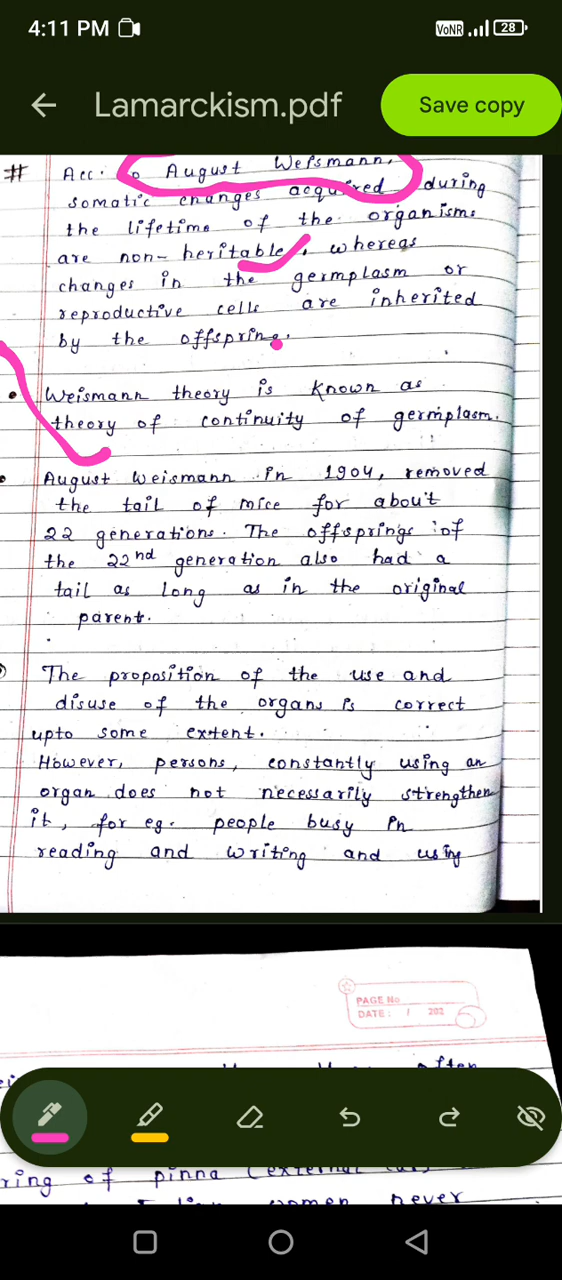 4:11 PM
VoNR 28
Lamarckism.pdf
Save copy
# Acc. to August Weismann,
somatic changes acquired during
the lifetime of the organisms
are non-heritable, whereas
changes in the germplasm or
reproductive cells are inherited
by the offspring.
• Weismann theory is known as
theory of continuity of germplasm.
• August Weismann in 1904, removed
the tail of mice for about
22 generations. The offsprings of
the 22nd generation also had a
tail as long as in the original
parent.
The proposition of the use and
disuse of the organs is correct
upto some extent.
However, persons, constantly using an
organ does not necessarily strengthen
it, for eg. people busy in
reading and writing and using
PAGE No
DATE: / 202
often
ring of pinna (external
women never